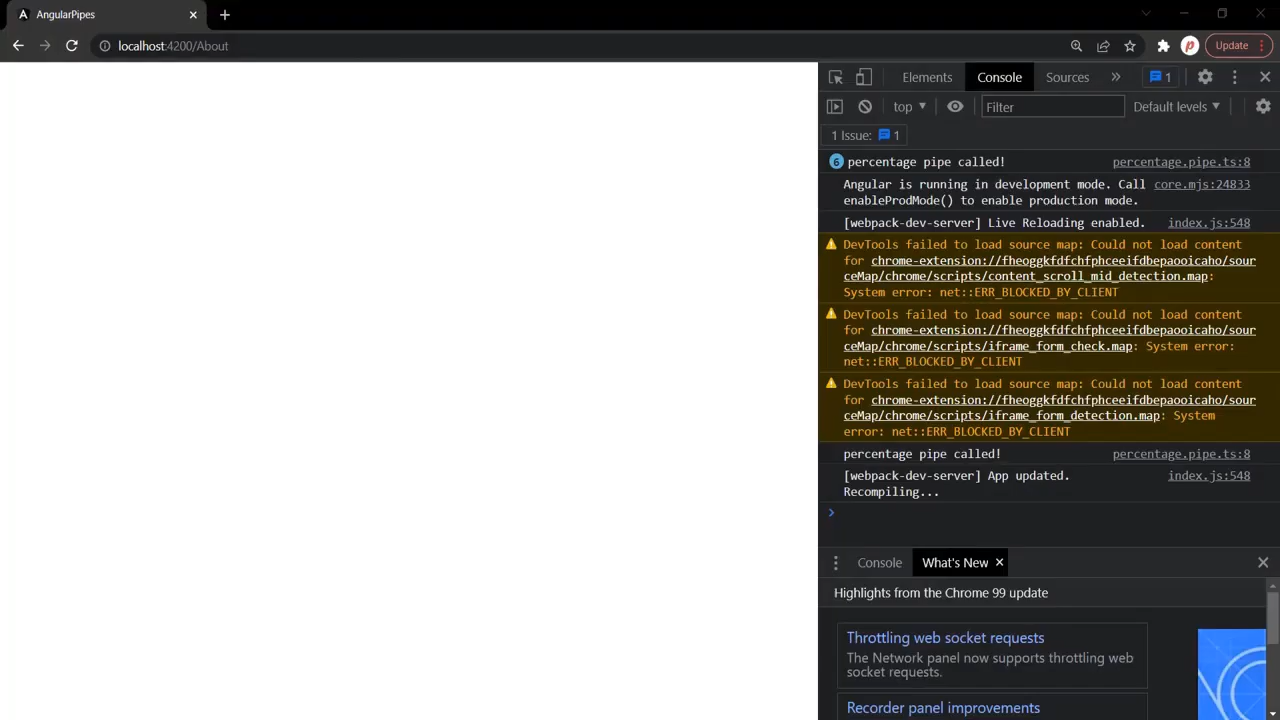 AngularPipes
localhost:4200/About
Update
Elements
Console
Sources
1
top
Filter
Default levels
1 Issue: 1
6 percentage pipe called! percentage.pipe.ts:8
Angular is running in development mode. Call core.mjs:24833
enableProdMode() to enable production mode.
[webpack-dev-server] Live Reloading enabled. index.js:548
DevTools failed to load source map: Could not load content
for chrome-extension://fheoggkfdfchfphceeifdbepaooicaho/sour
ceMap/chrome/scripts/content_scroll_mid_detection.map:
System error: net::ERR_BLOCKED_BY_CLIENT
DevTools failed to load source map: Could not load content
for chrome-extension://fheoggkfdfchfphceeifdbepaooicaho/sour
ceMap/chrome/scripts/iframe_form_check.map: System error:
net::ERR_BLOCKED_BY_CLIENT
DevTools failed to load source map: Could not load content
for chrome-extension://fheoggkfdfchfphceeifdbepaooicaho/sour
ceMap/chrome/scripts/iframe_form_detection.map: System
error: net::ERR_BLOCKED_BY_CLIENT
percentage pipe called! percentage.pipe.ts:8
[webpack-dev-server] App updated. index.js:548
Recompiling...
Console
What's New
Highlights from the Chrome 99 update
Throttling web socket requests
The Network panel now supports throttling web
socket requests.
Recorder panel improvements